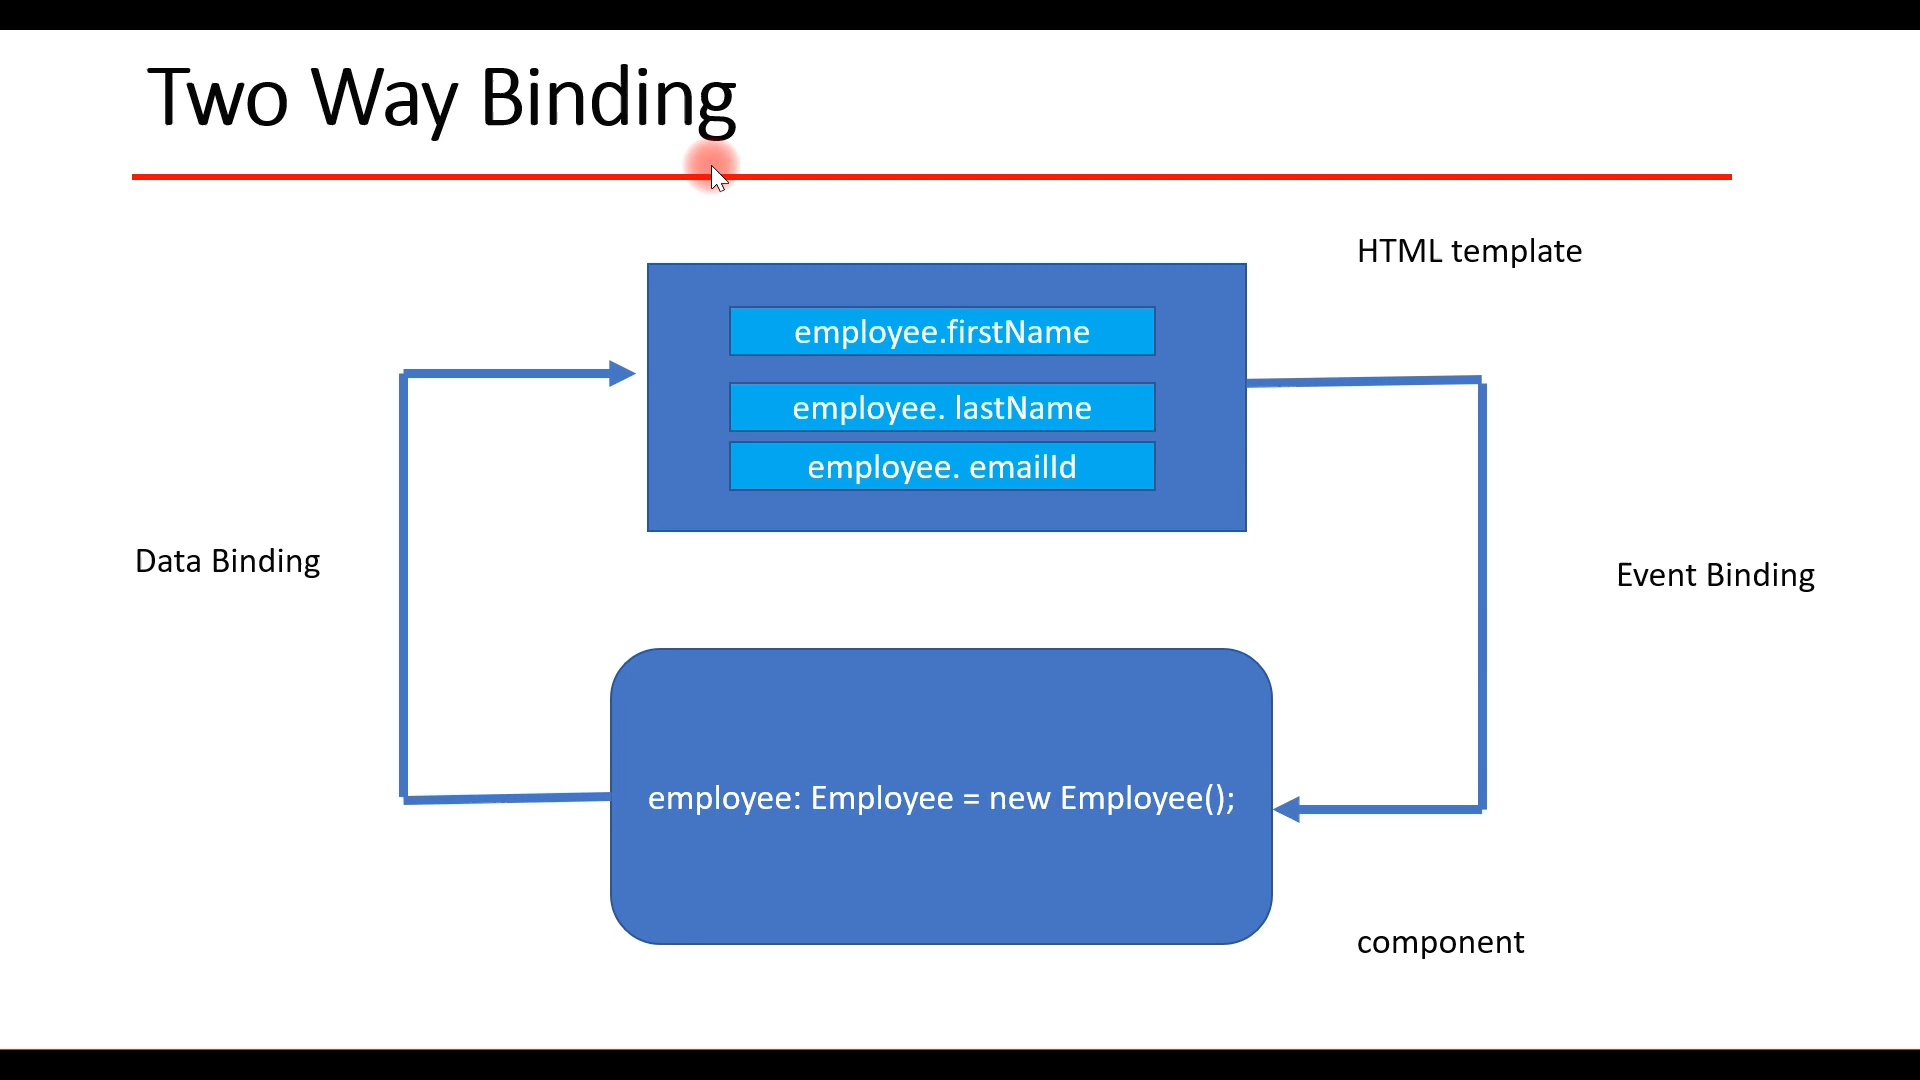 Two Way Binding
HTML template
employee.firstName
employee. lastName
employee. emailId
Data Binding
Event Binding
employee: Employee = new Employee();
component